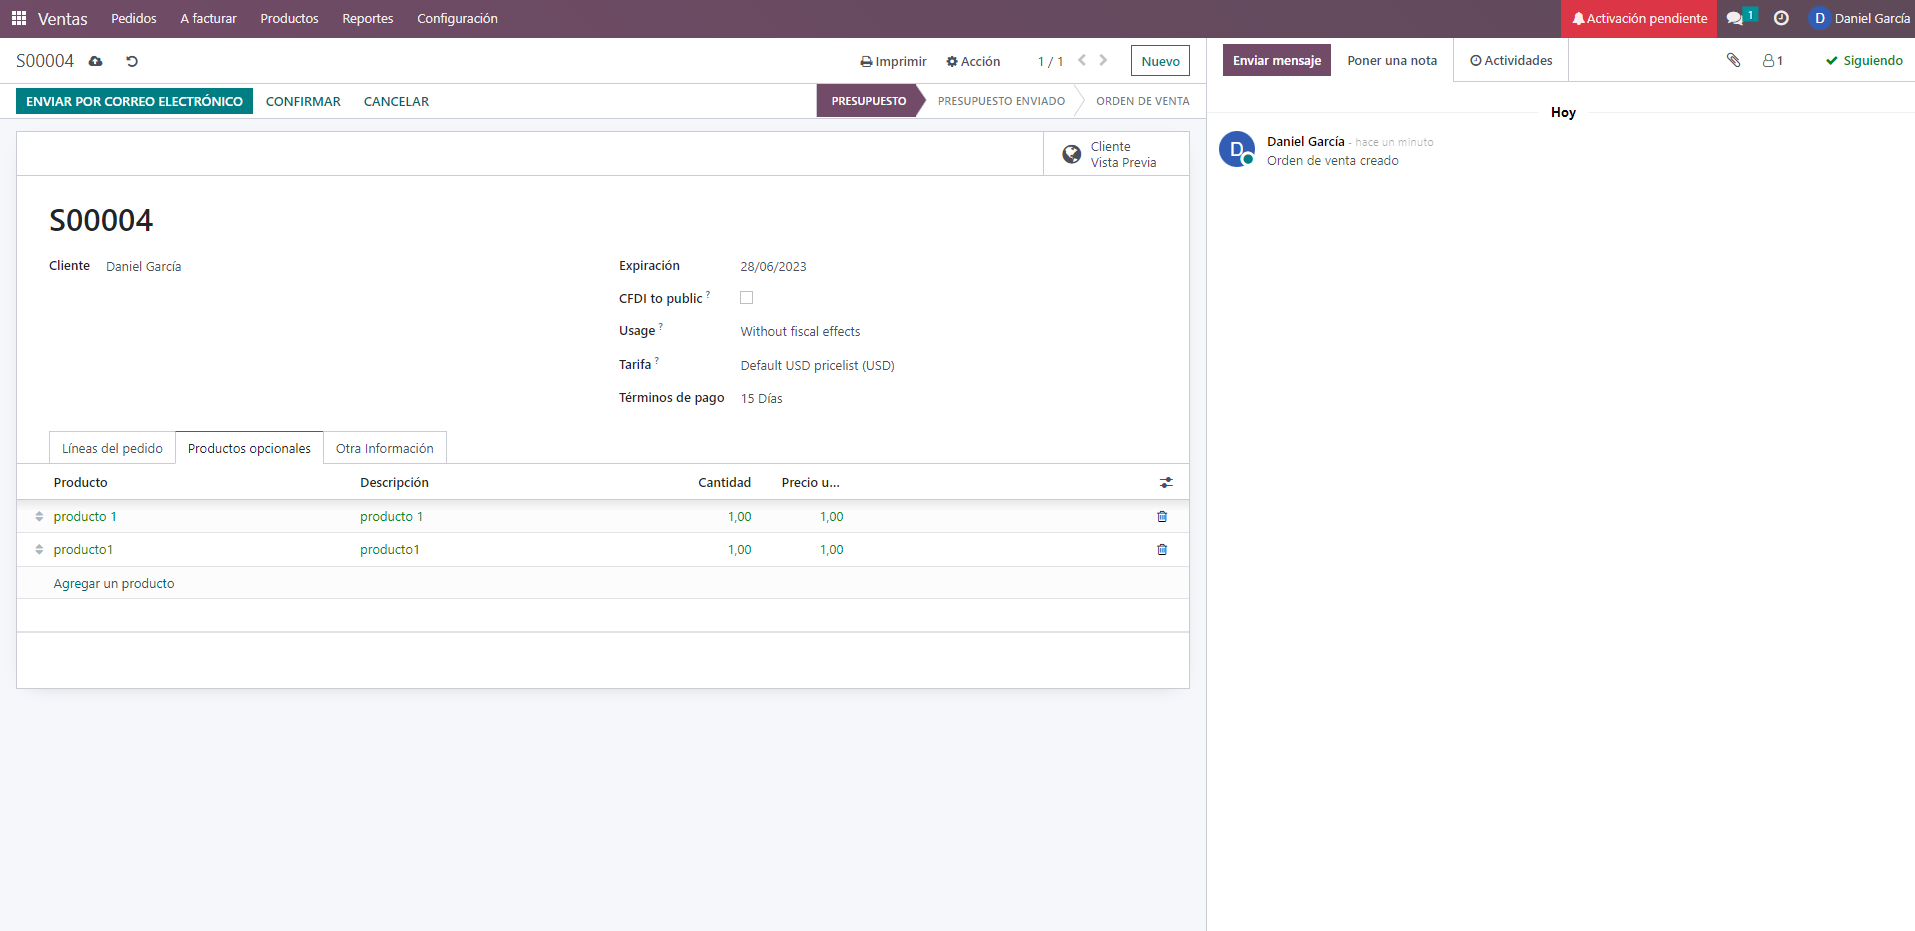 Ventas Pedidos A facturar Productos Reportes Configuración Activación pendiente 1 D Daniel García
S00004 Imprimir Acción 1 / 1 Nuevo
ENVIAR POR CORREO ELECTRÓNICO CONFIRMAR CANCELAR PRESUPUESTO PRESUPUESTO ENVIADO ORDEN DE VENTA
Cliente
Vista Previa
S00004
Cliente Daniel García
Expiración 28/06/2023
CFDI to public ?
Usage ? Without fiscal effects
Tarifa ? Default USD pricelist (USD)
Términos de pago 15 Días
Líneas del pedido Productos opcionales Otra Información
Producto Descripción Cantidad Precio u...
producto 1 producto 1 1,00 1,00
producto1 producto1 1,00 1,00
Agregar un producto
Enviar mensaje Poner una nota Actividades 1 Siguiendo
Hoy
D Daniel García - hace un minuto
Orden de venta creado